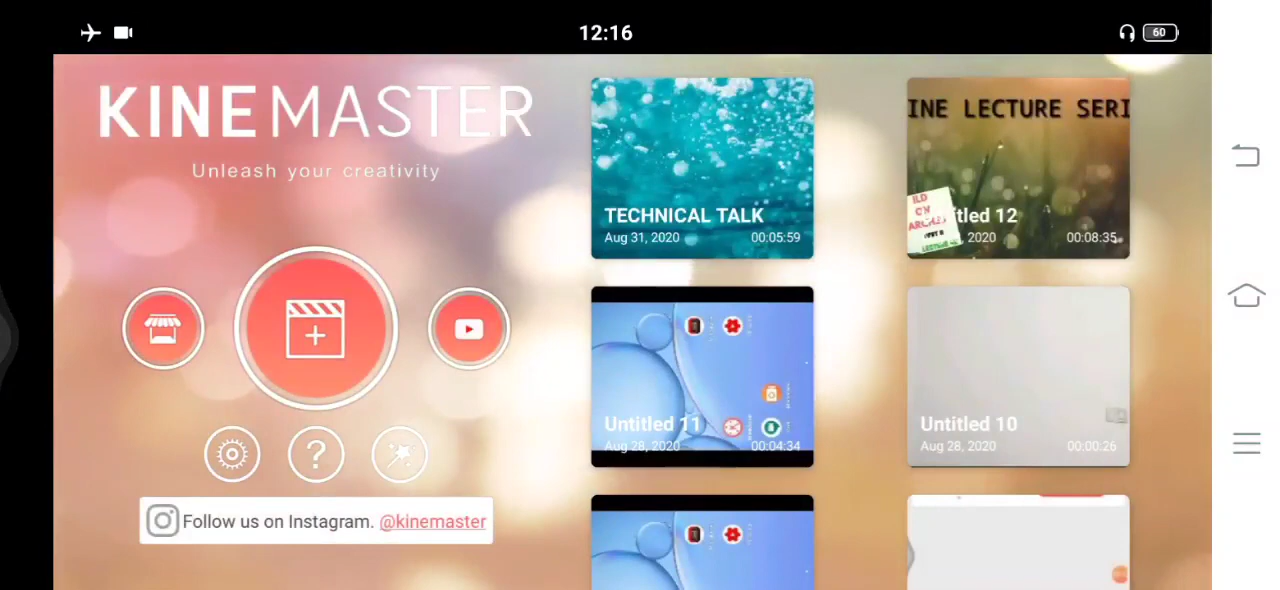 12:16
60
KINEMASTER
Unleash your creativity
Follow us on Instagram. @kinemaster
TECHNICAL TALK
Aug 31, 2020 00:05:59
INE LECTURE SERI
Untitled 12
2020 00:08:35
Untitled 11
Aug 28, 2020 00:04:34
Untitled 10
Aug 28, 2020 00:00:26